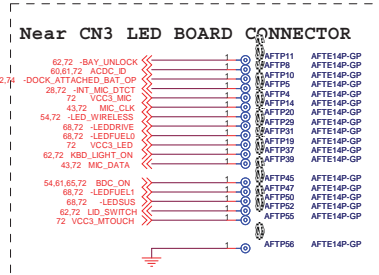 Near CN3 LED BOARD CONNECTOR
62,72 -BAY_UNLOCK 1 AFTP11 AFTE14P-GP
60,61,72 ACDC_ID 1 AFTP8 AFTE14P-GP
-DOCK_ATTACHED_BAT_OP 1 AFTP10 AFTE14P-GP
28,72 -INT_MIC_DTCT 1 AFTP5 AFTE14P-GP
72 VCC3_MIC 1 AFTP4 AFTE14P-GP
43,72 MIC_CLK 1 AFTP14 AFTE14P-GP
54,72 -LED_WIRELESS 1 AFTP20 AFTE14P-GP
68,72 -LEDDRIVE 1 AFTP29 AFTE14P-GP
68,72 -LEDFUEL0 1 AFTP31 AFTE14P-GP
72 VCC3_LED 1 AFTP19 AFTE14P-GP
62,72 KBD_LIGHT_ON 1 AFTP37 AFTE14P-GP
43,72 MIC_DATA 1 AFTP39 AFTE14P-GP
54,61,65,72 BDC_ON 1 AFTP45 AFTE14P-GP
68,72 -LEDFUEL1 1 AFTP47 AFTE14P-GP
68,72 -LEDSUS 1 AFTP50 AFTE14P-GP
62,72 LID_SWITCH 1 AFTP52 AFTE14P-GP
72 VCC3_MTOUCH 1 AFTP55 AFTE14P-GP
1 AFTP56 AFTE14P-GP